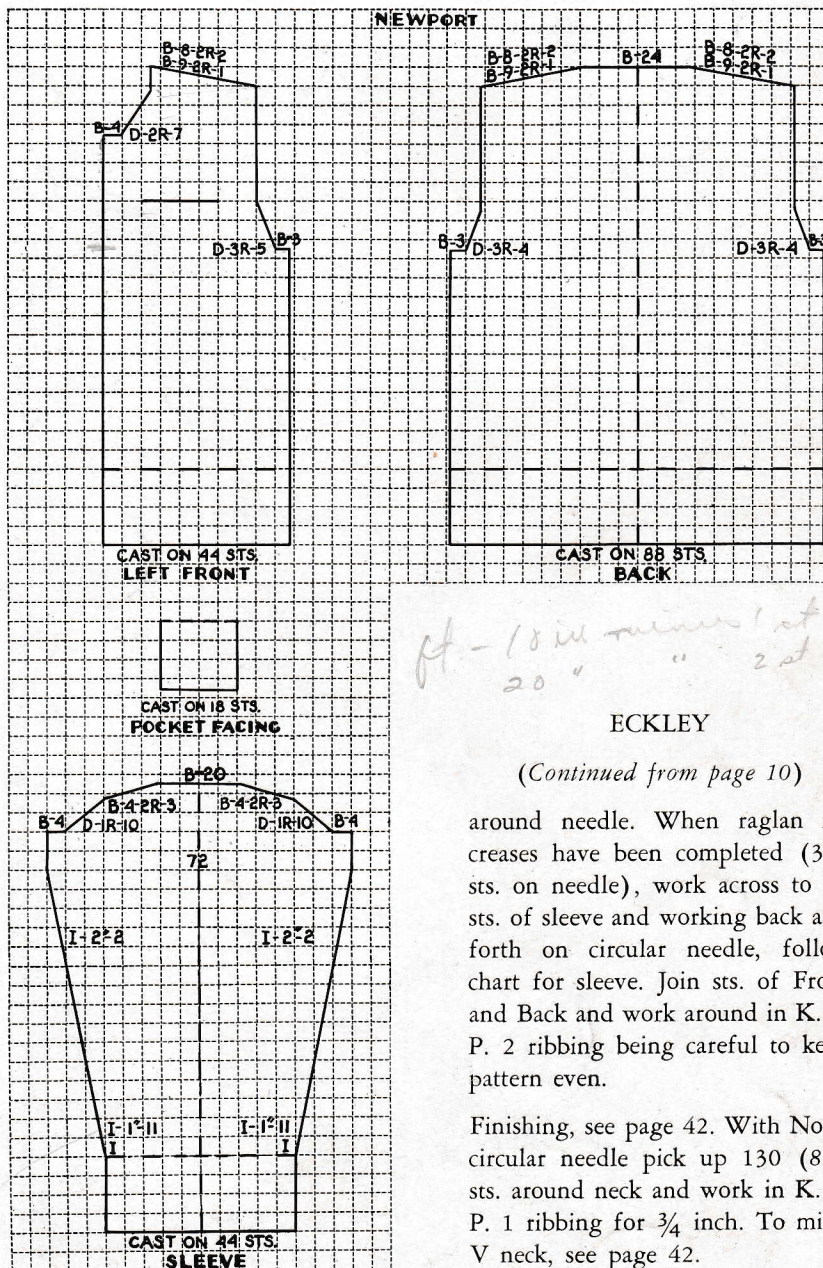 NEWPORT
B-8-2R-2
B-9-2R-1
B-4
D-2R-7
D-3R-5
B-3
CAST ON 44 STS.
LEFT FRONT
B-8-2R-2
B-9-2R-1
B-24
B-8-2R-2
B-9-2R-1
B-3
D-3R-4
D-3R-4
B-3
CAST ON 88 STS.
BACK
CAST ON 18 STS.
POCKET FACING
B-20
B-4-2R-3
B-4-2R-3
B-4
D-1R-10
D-1R-10
B-4
72
I-2"-2
I-2"-2
I-1"-11
I-1"-11
I
I
CAST ON 44 STS.
SLEEVE
1 st
20 " " 2 st
ECKLEY
(Continued from page 10)
around needle. When raglan
creases have been completed (3
sts. on needle), work across to
sts. of sleeve and working back a
forth on circular needle, follo
chart for sleeve. Join sts. of Fro
and Back and work around in K.
P. 2 ribbing being careful to ke
pattern even.
Finishing, see page 42. With No
circular needle pick up 130 (8
sts. around neck and work in K.
P. 1 ribbing for ¾ inch. To mi
V neck, see page 42.